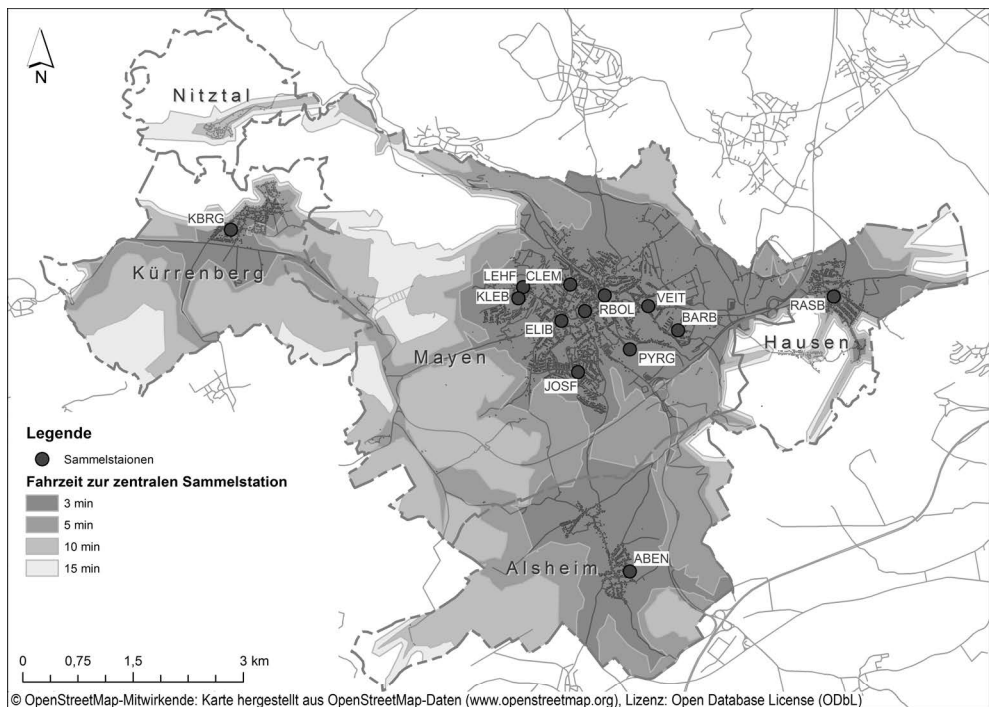 N
Nitztal
KBRG
Kürrenberg
LEHF
CLEM
KLEB
RBOL
VEIT
BARB
RASB
ELIB
Hausen
Mayen
PYRG
JOSF
Legende
Sammelstaionen
Fahrzeit zur zentralen Sammelstation
3 min
5 min
10 min
15 min
ABEN
Alsheim
0 0,75 1,5 3 km
© OpenStreetMap-Mitwirkende: Karte hergestellt aus OpenStreetMap-Daten (www.openstreetmap.org), Lizenz: Open Database License (ODbL)